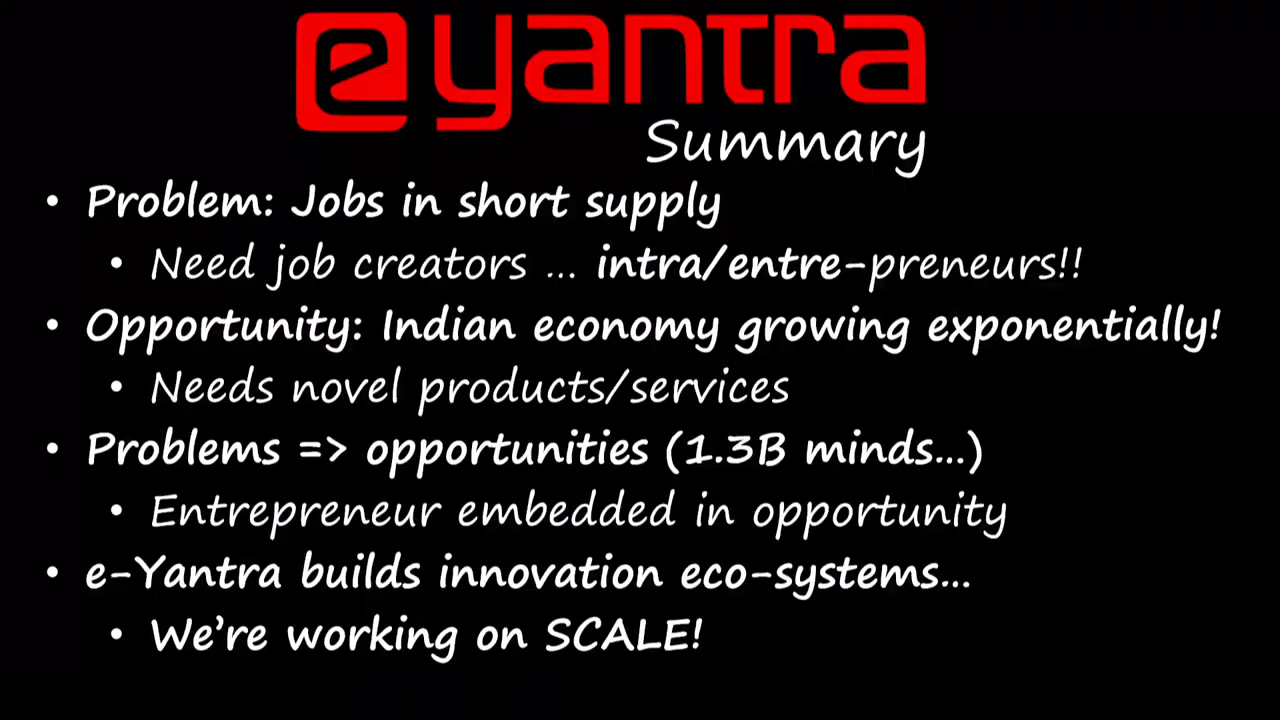 e yantra
Summary
• Problem: Jobs in short supply
• Need job creators ... intra/entre-preneurs!!
• Opportunity: Indian economy growing exponentially!
• Needs novel products/services
• Problems => opportunities (1.3B minds...)
• Entrepreneur embedded in opportunity
• e-Yantra builds innovation eco-systems...
• We're working on SCALE!